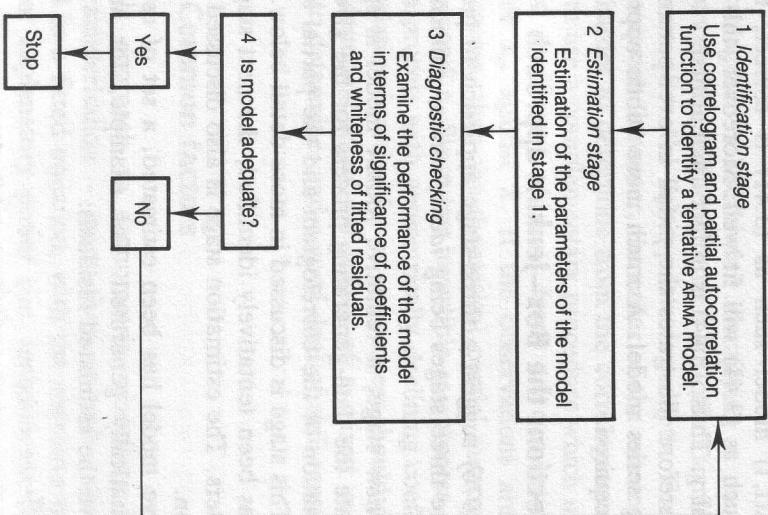 1 Identification stage
Use correlogram and partial autocorrelation
function to identify a tentative ARIMA model.
2 Estimation stage
Estimation of the parameters of the model
identified in stage 1.
3 Diagnostic checking
Examine the performance of the model
in terms of significance of coefficients
and whiteness of fitted residuals.
4 Is model adequate?
Yes
No
Stop